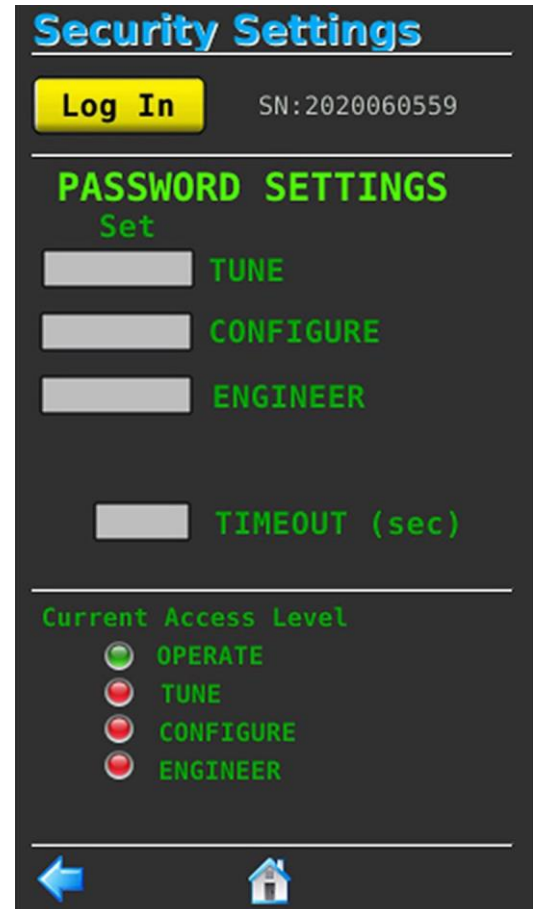 Security Settings
Log In
SN:2020060559
PASSWORD SETTINGS
Set
TUNE
CONFIGURE
ENGINEER
TIMEOUT (sec)
Current Access Level
OPERATE
TUNE
CONFIGURE
ENGINEER